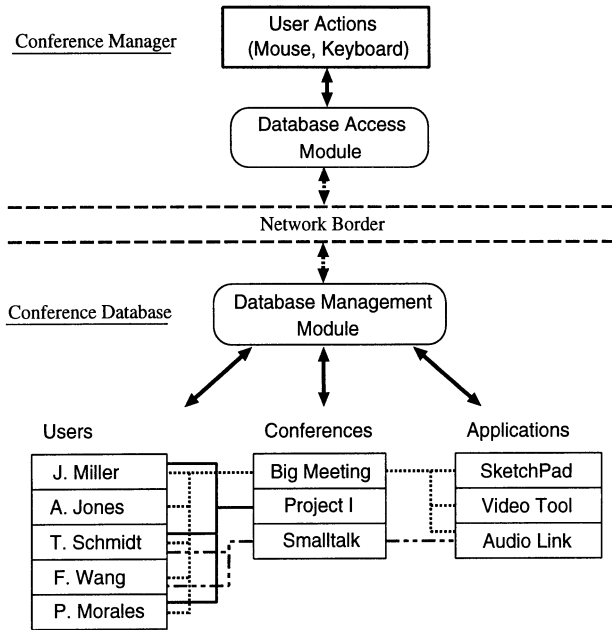 Conference Manager
User Actions
(Mouse, Keyboard)
Database Access
Module
Network Border
Conference Database
Database Management
Module
Users
Conferences
Applications
J. Miller
A. Jones
T. Schmidt
F. Wang
P. Morales
Big Meeting
Project I
Smalltalk
SketchPad
Video Tool
Audio Link